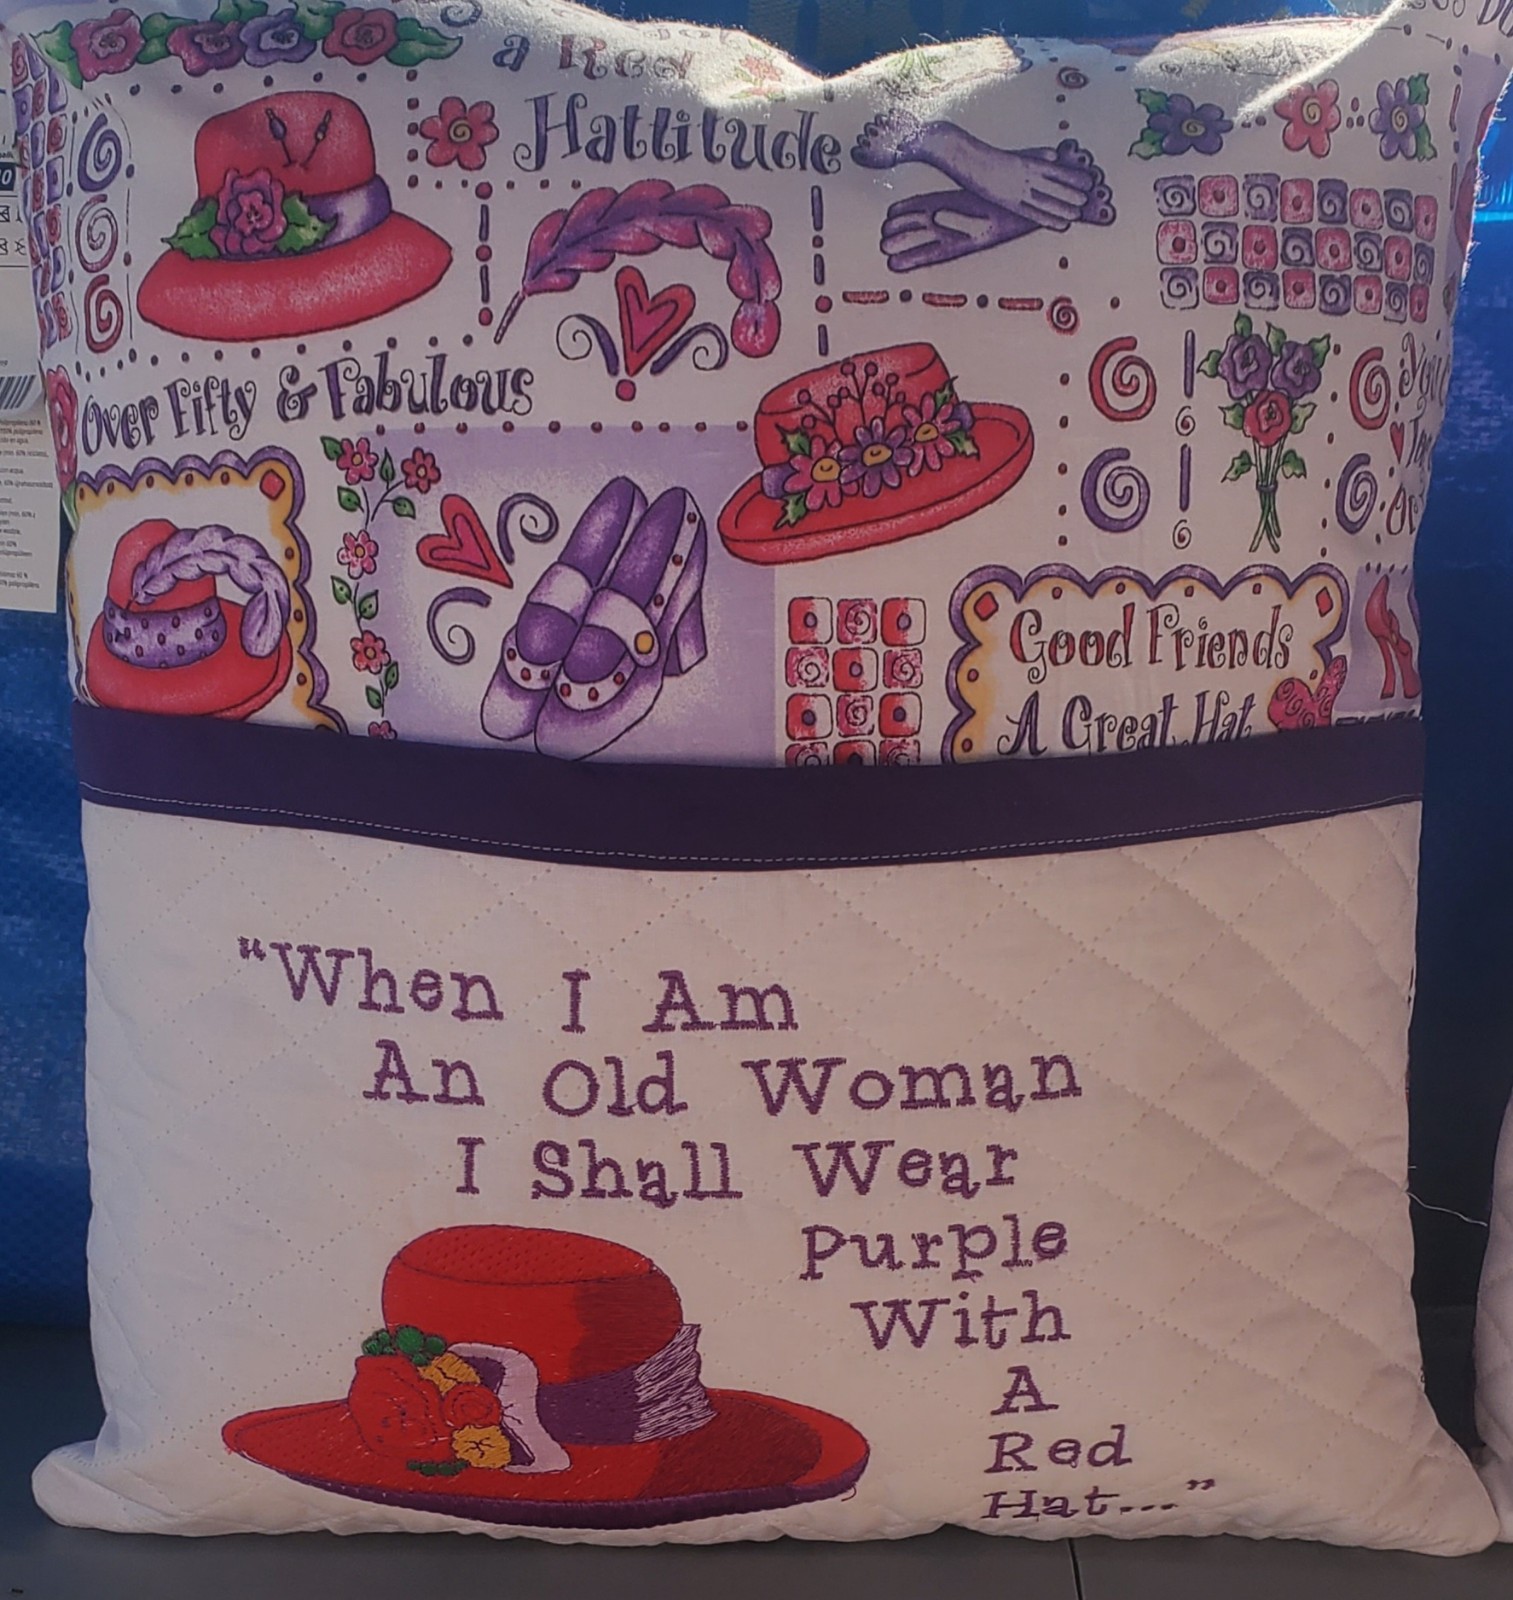 a Red
Hattitude
Over Fifty & Fabulous
Good Friends
A Great Hat
"When I Am
An Old Woman
I Shall Wear
Purple
With
A
Red
Hat..."